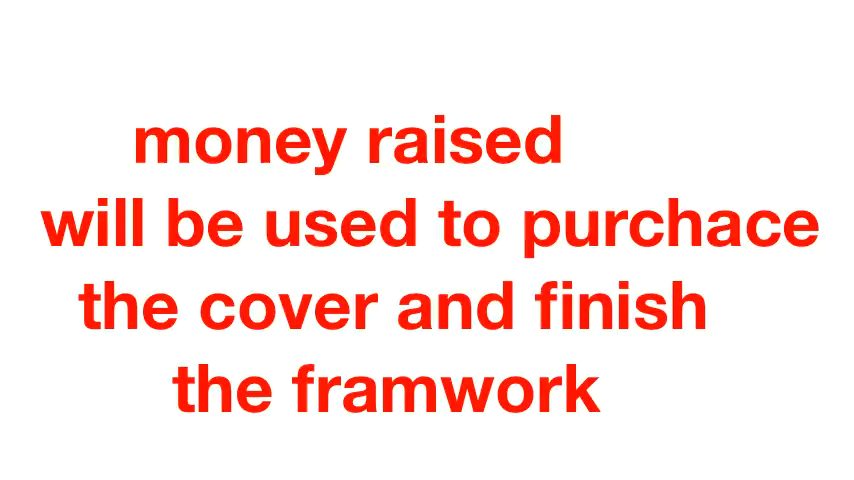 money raised
will be used to purchace
the cover and finish
the framwork